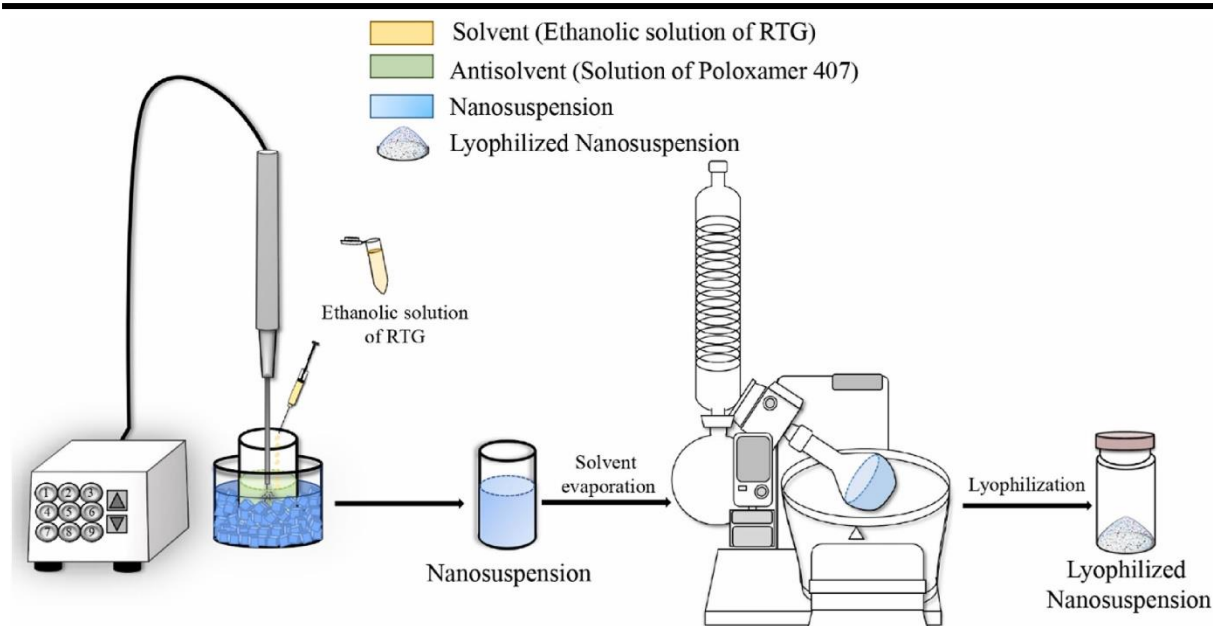 Solvent (Ethanolic solution of RTG)
Antisolvent (Solution of Poloxamer 407)
Nanosuspension
Lyophilized Nanosuspension
Ethanolic solution
of RTG
1 2 3
4 5 6
7 8 9
Nanosuspension
Solvent
evaporation
Lyophilization
Lyophilized
Nanosuspension